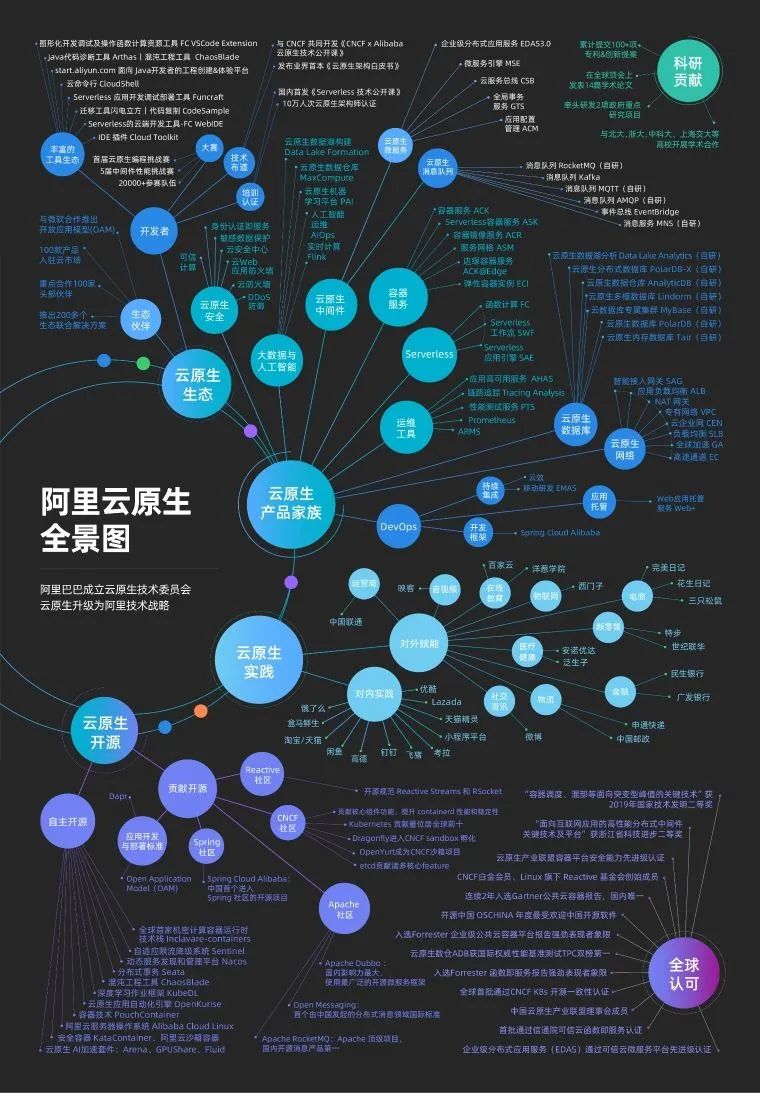 图形化开发调试及操作函数计算资源工具 FC VSCode Extension
Java代码诊断工具 Arthas | 混沌工程工具 ChaosBlade
start.aliyun.com 面向 Java开发者的工程创建&体验平台
云命令行 CloudShell
Serverless 应用开发调试部署工具 Funcraft
迁移工具闪电立方 | 代码复制 CodeSample
Serverless的云端开发工具-FC WebIDE
IDE 插件 Cloud Toolkit
丰富的
工具生态
首届云原生编程挑战赛
5届中间件性能挑战赛
20000+参赛队伍
大赛
技术
布道
培训
认证
开发者
与 CNCF 共同开发《CNCF x Alibaba
云原生技术公开课》
发布业界首本《云原生架构白皮书》
国内首发《Serverless 技术公开课》
10万人次云原生架构师认证
与微软合作推出
开放应用模型(OAM)
100款产品
入驻云市场
重点合作100家
头部伙伴
推出200多个
生态联合解决方案
生态
伙伴
云原生
生态
企业级分布式应用服务 EDAS3.0
微服务引擎 MSE
云服务总线 CSB
全局事务
服务 GTS
应用配置
管理 ACM
云原生
微服务
云原生
消息队列
消息队列 RocketMQ（自研）
消息队列 Kafka
消息队列 MQTT（自研）
消息队列 AMQP（自研）
事件总线 EventBridge
消息服务 MNS（自研）
累计提交100+项
专利&创新提案
在全球顶会上
发表14篇学术论文
牵头研发2项政府重点
研究项目
与北大、浙大、中科大、上海交大等
高校开展学术合作
科研
贡献
可信
计算
身份认证即服务
敏感数据保护
云安全中心
云Web
应用防火墙
云防火墙
DDoS
防御
云原生
安全
云原生数据湖构建
Data Lake Formation
云原生数据仓库
MaxCompute
云原生机器
学习平台 PAI
人工智能
运维
AIOps
实时计算
Flink
大数据与
人工智能
云原生
中间件
容器服务 ACK
Serverless容器服务 ASK
容器镜像服务 ACR
服务网格 ASM
边缘容器服务
ACK@Edge
弹性容器实例 ECI
容器
服务
函数计算 FC
Serverless
工作流 SWF
Serverless
应用引擎 SAE
Serverless
应用高可用服务 AHAS
链路追踪 Tracing Analysis
性能测试服务 PTS
Prometheus
ARMS
运维
工具
云原生数据湖分析 Data Lake Analytics（自研）
云原生分布式数据库 PolarDB-X（自研）
云原生数据仓库 AnalyticDB（自研）
云原生多模数据库 Lindorm（自研）
云数据库专属集群 MyBase（自研）
云原生数据库 PolarDB（自研）
云原生内存数据库 Tair（自研）
云原生
数据库
智能接入网关 SAG
应用负载均衡 ALB
NAT 网关
专有网络 VPC
云企业网 CEN
负载均衡 SLB
全球加速 GA
高速通道 EC
云原生
网络
云原生
产品家族
DevOps
持续
集成
云效
移动研发 EMAS
开发
框架
Spring Cloud Alibaba
应用
托管
Web应用托管
服务 Web+
阿里云原生
全景图
阿里巴巴成立云原生技术委员会
云原生升级为阿里技术战略
云原生
实践
对外赋能
运营商
中国联通
音视频
映客
在线
教育
百家云
洋葱学院
物联网
西门子
电商
完美日记
花生日记
三只松鼠
新零售
特步
世纪联华
医疗
健康
安诺优达
泛生子
金融
民生银行
广发银行
物流
申通快递
中国邮政
社交
资讯
微博
对内实践
优酷
Lazada
天猫精灵
小程序平台
考拉
飞猪
钉钉
高德
闲鱼
淘宝/天猫
盒马鲜生
饿了么
云原生
开源
自主开源
贡献开源
Dapr
应用开发
与部署标准
Open Application
Model（OAM）
Spring
社区
Spring Cloud Alibaba:
中国首个进入
Spring 社区的开源项目
Reactive
社区
开源规范 Reactive Streams 和 RSocket
CNCF
社区
贡献核心组件功能，提升 containerd 性能和稳定性
Kubernetes 贡献量位居全球前十
Dragonfly进入CNCF sandbox 孵化
OpenYurt成为CNCF沙箱项目
etcd贡献诸多核心feature
Apache
社区
Apache Dubbo：
国内影响力最大，
使用最广泛的开源微服务框架
Open Messaging:
首个由中国发起的分布式消息领域国际标准
Apache RocketMQ: Apache 顶级项目，
国内开源消息产品第一
全球首家机密计算容器运行时
技术栈 Inclavare-containers
自适应限流降级系统 Sentinel
动态服务发现和管理平台 Nacos
分布式事务 Seata
混沌工程工具 ChaosBlade
深度学习作业框架 KubeDL
云原生应用自动化引擎 OpenKurise
容器技术 PouchContainer
阿里云服务器操作系统 Alibaba Cloud Linux
安全容器 KataContainer、阿里云沙箱容器
云原生 AI加速套件：Arena、GPUShare、Fluid
“容器调度、混部等面向突变型峰值的关键技术” 获
2019年国家技术发明二等奖
“面向互联网应用的高性能分布式中间件
关键技术及平台” 获浙江省科技进步二等奖
云原生产业联盟容器平台安全能力先进级认证
CNCF白金会员、Linux 旗下 Reactive 基金会创始成员
连续2年入选Gartner公共云容器报告，国内唯一
开源中国 OSCHINA 年度最受欢迎中国开源软件
入选Forrester 企业级公共云容器平台报告强劲表现者象限
云原生数仓ADB获国际权威性能基准测试TPC双榜第一
入选Forrester 函数即服务报告强劲表现者象限
全球首批通过CNCF K8s 开源一致性认证
中国云原生产业联盟理事会成员
首批通过信通院可信云函数即服务认证
企业级分布式应用服务（EDAS）通过可信云微服务平台先进级认证
全球
认可